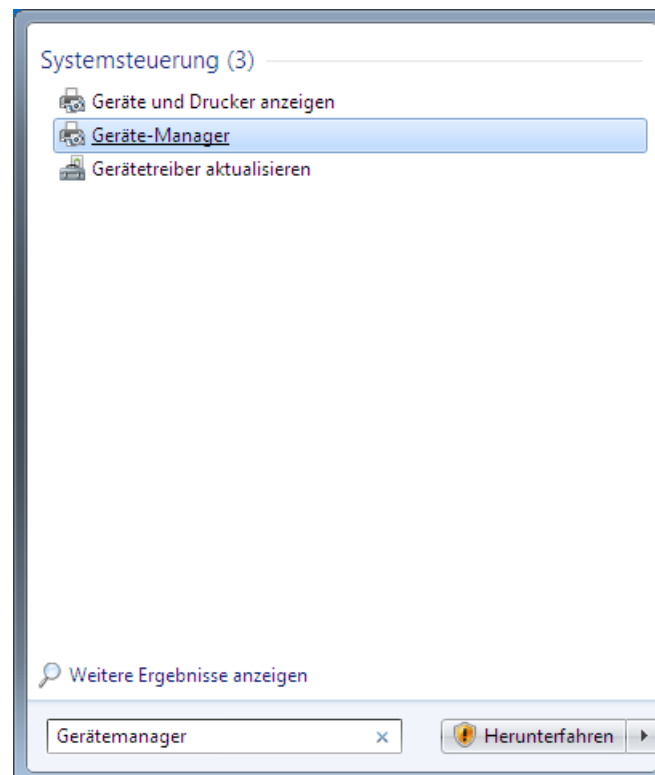 Systemsteuerung (3)
Geräte und Drucker anzeigen
Geräte-Manager
Gerätetreiber aktualisieren
Weitere Ergebnisse anzeigen
Gerätemanager
Herunterfahren